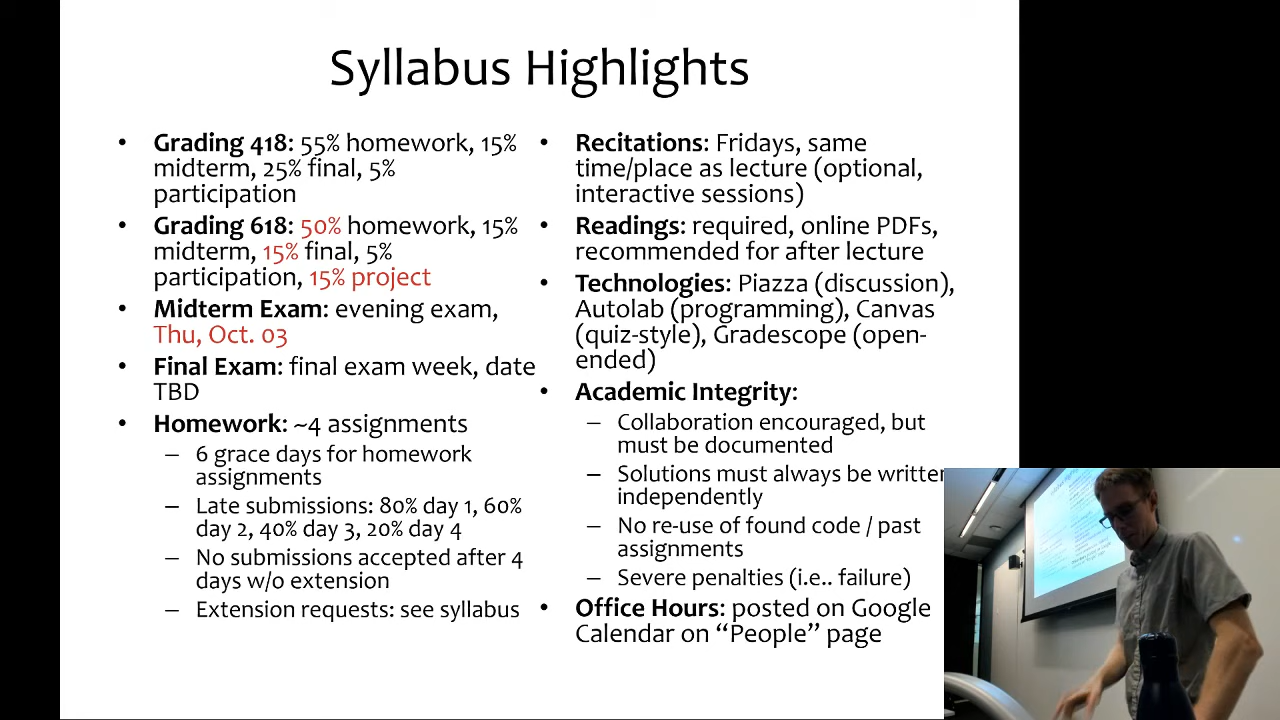 Syllabus Highlights
• Grading 418: 55% homework, 15%
midterm, 25% final, 5%
participation
• Grading 618: 50% homework, 15%
midterm, 15% final, 5%
participation, 15% project
• Midterm Exam: evening exam,
Thu, Oct. 03
• Final Exam: final exam week, date
TBD
• Homework: ~4 assignments
– 6 grace days for homework
assignments
– Late submissions: 80% day 1, 60%
day 2, 40% day 3, 20% day 4
– No submissions accepted after 4
days w/o extension
– Extension requests: see syllabus
• Recitations: Fridays, same
time/place as lecture (optional,
interactive sessions)
• Readings: required, online PDFs,
recommended for after lecture
• Technologies: Piazza (discussion),
Autolab (programming), Canvas
(quiz-style), Gradescope (open-
ended)
• Academic Integrity:
– Collaboration encouraged, but
must be documented
– Solutions must always be written
independently
– No re-use of found code / past
assignments
– Severe penalties (i.e.. failure)
• Office Hours: posted on Google
Calendar on “People” page